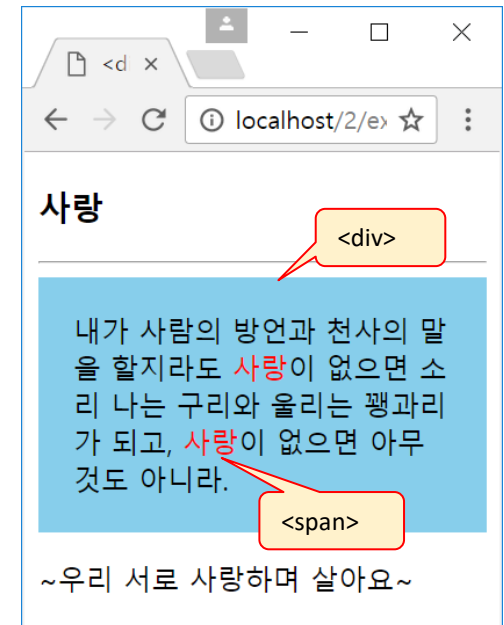 <d
localhost/2/ex
사랑
<div>
내가 사람의 방언과 천사의 말
을 할지라도 사랑이 없으면 소
리 나는 구리와 울리는 꽹과리
가 되고, 사랑이 없으면 아무
것도 아니라.
<span>
~우리 서로 사랑하며 살아요~